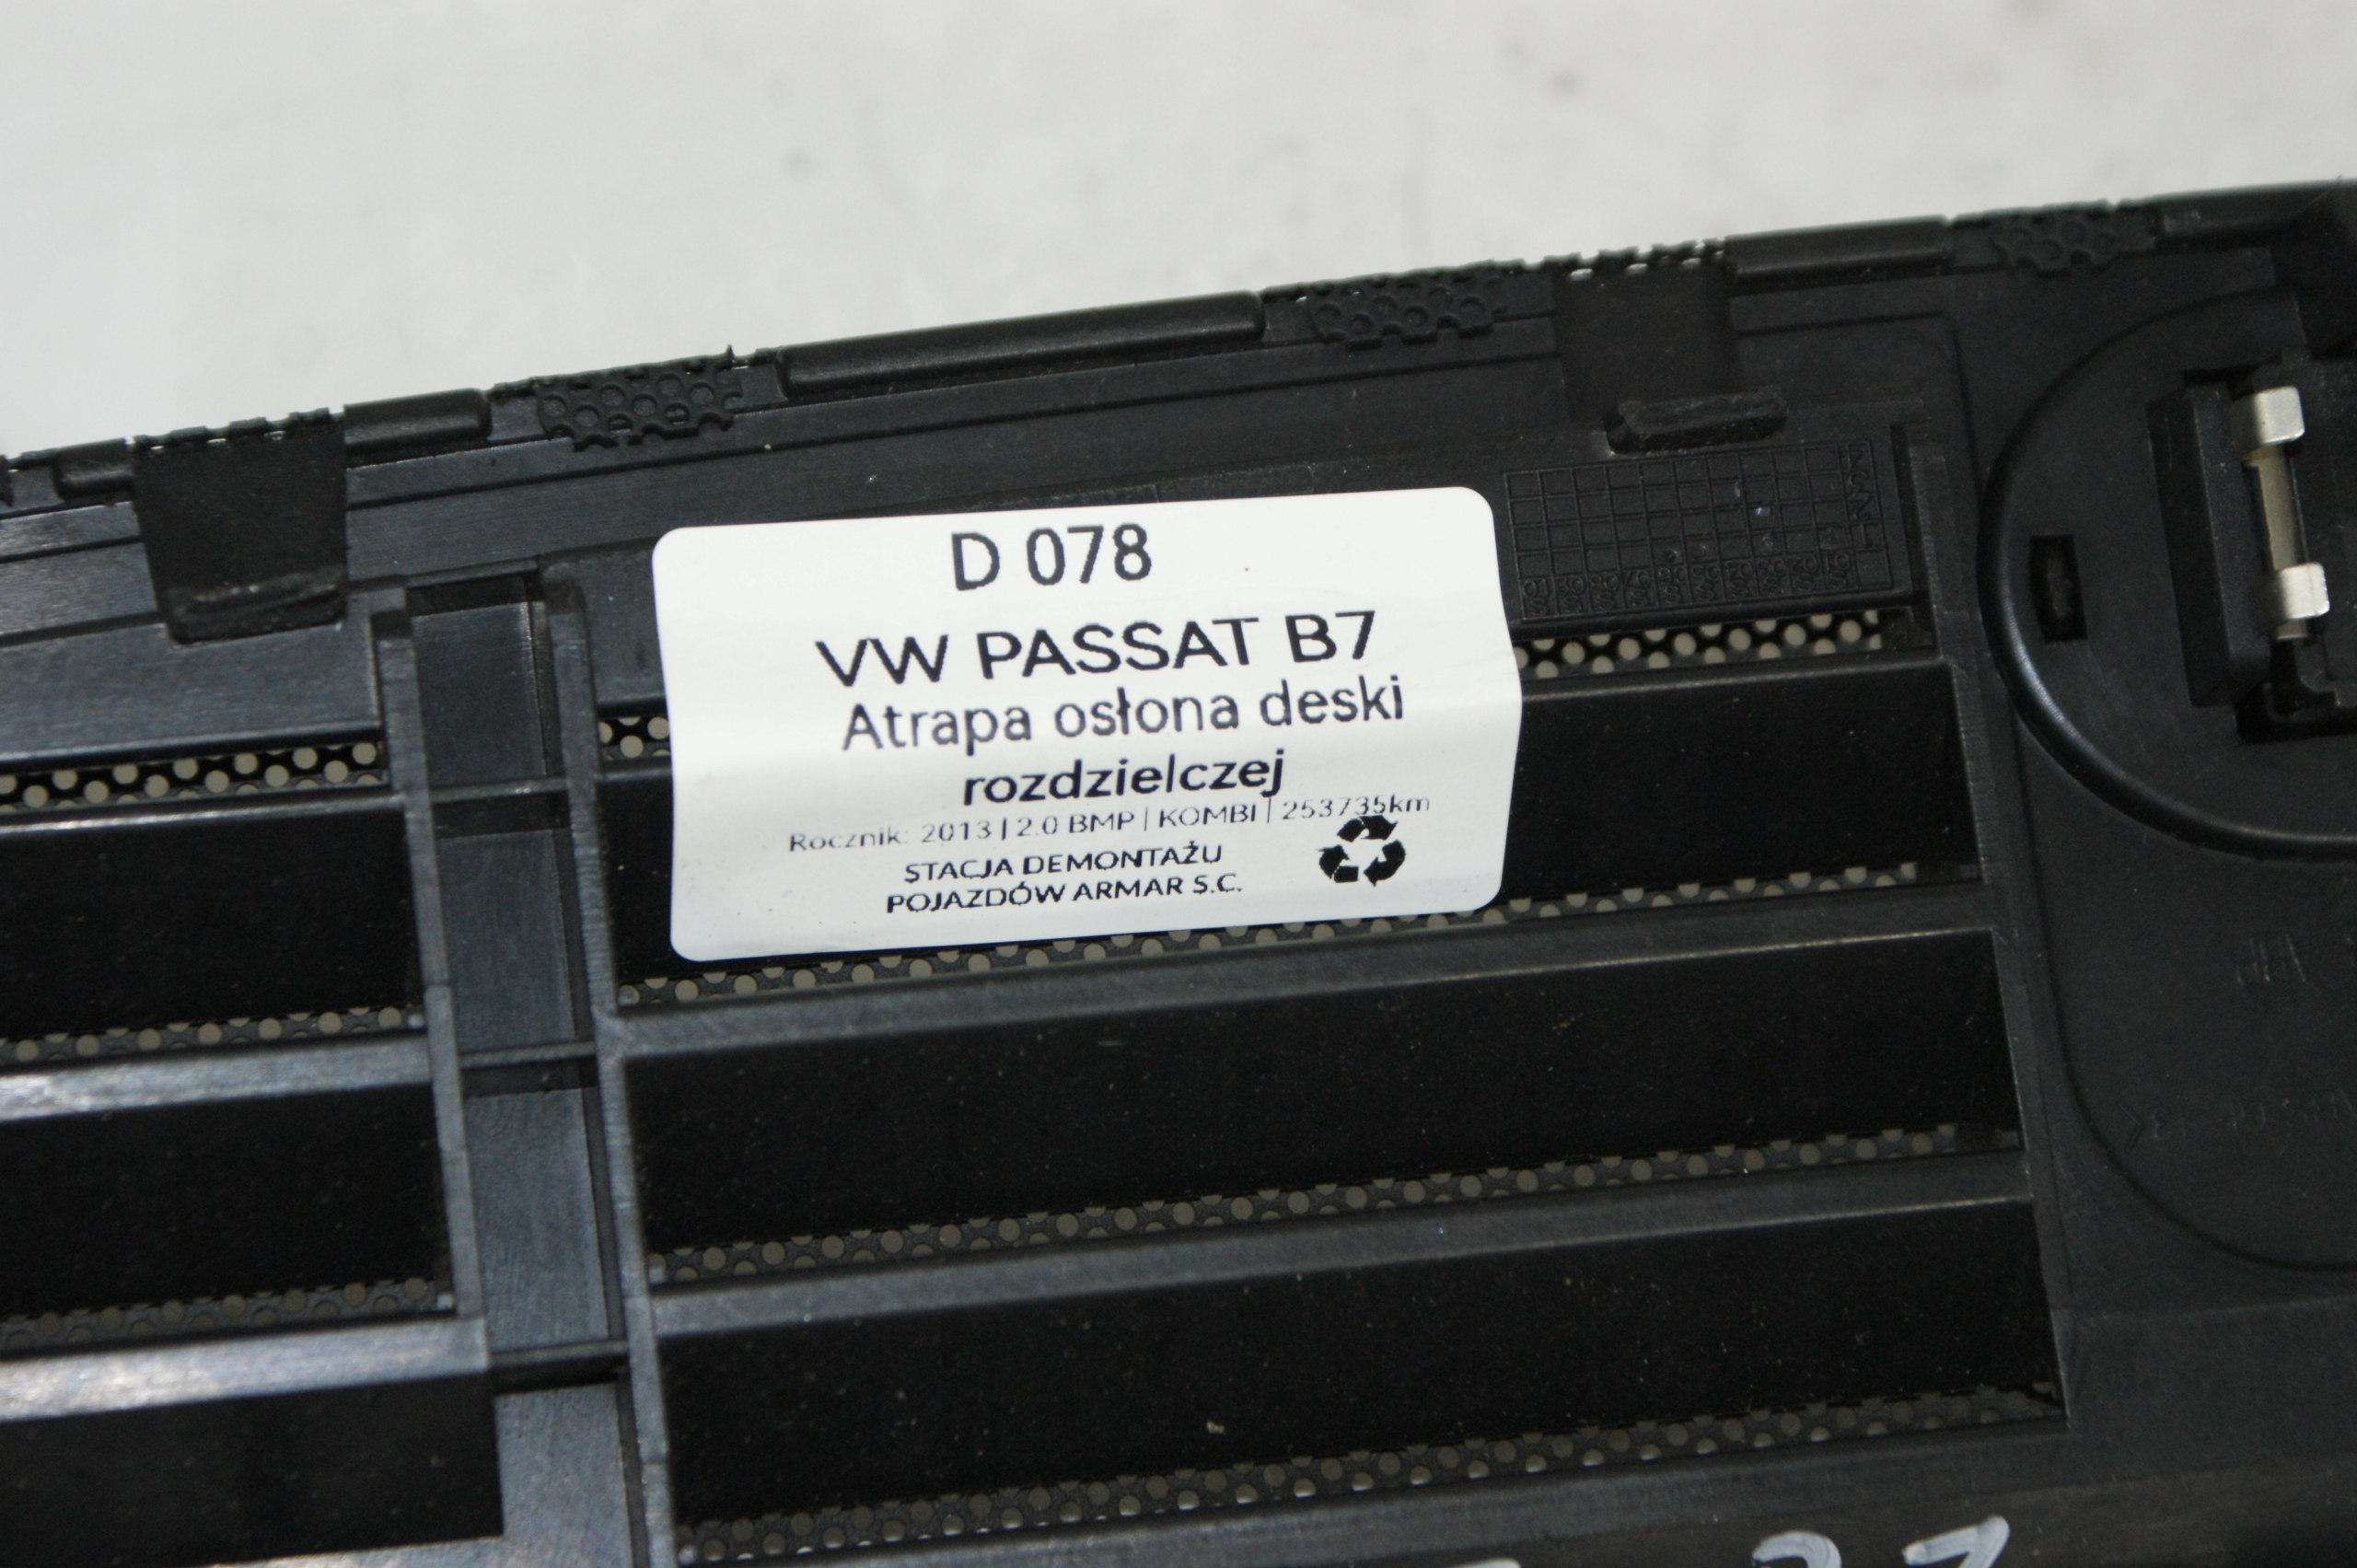 D 078
VW PASSAT B7
Atrapa osłona deski
rozdzielczej
Rocznik: 2013 | 2.0 BMP | KOMBI | 253735km
STACJA DEMONTAŻU
POJAZDÓW ARMAR S.C.